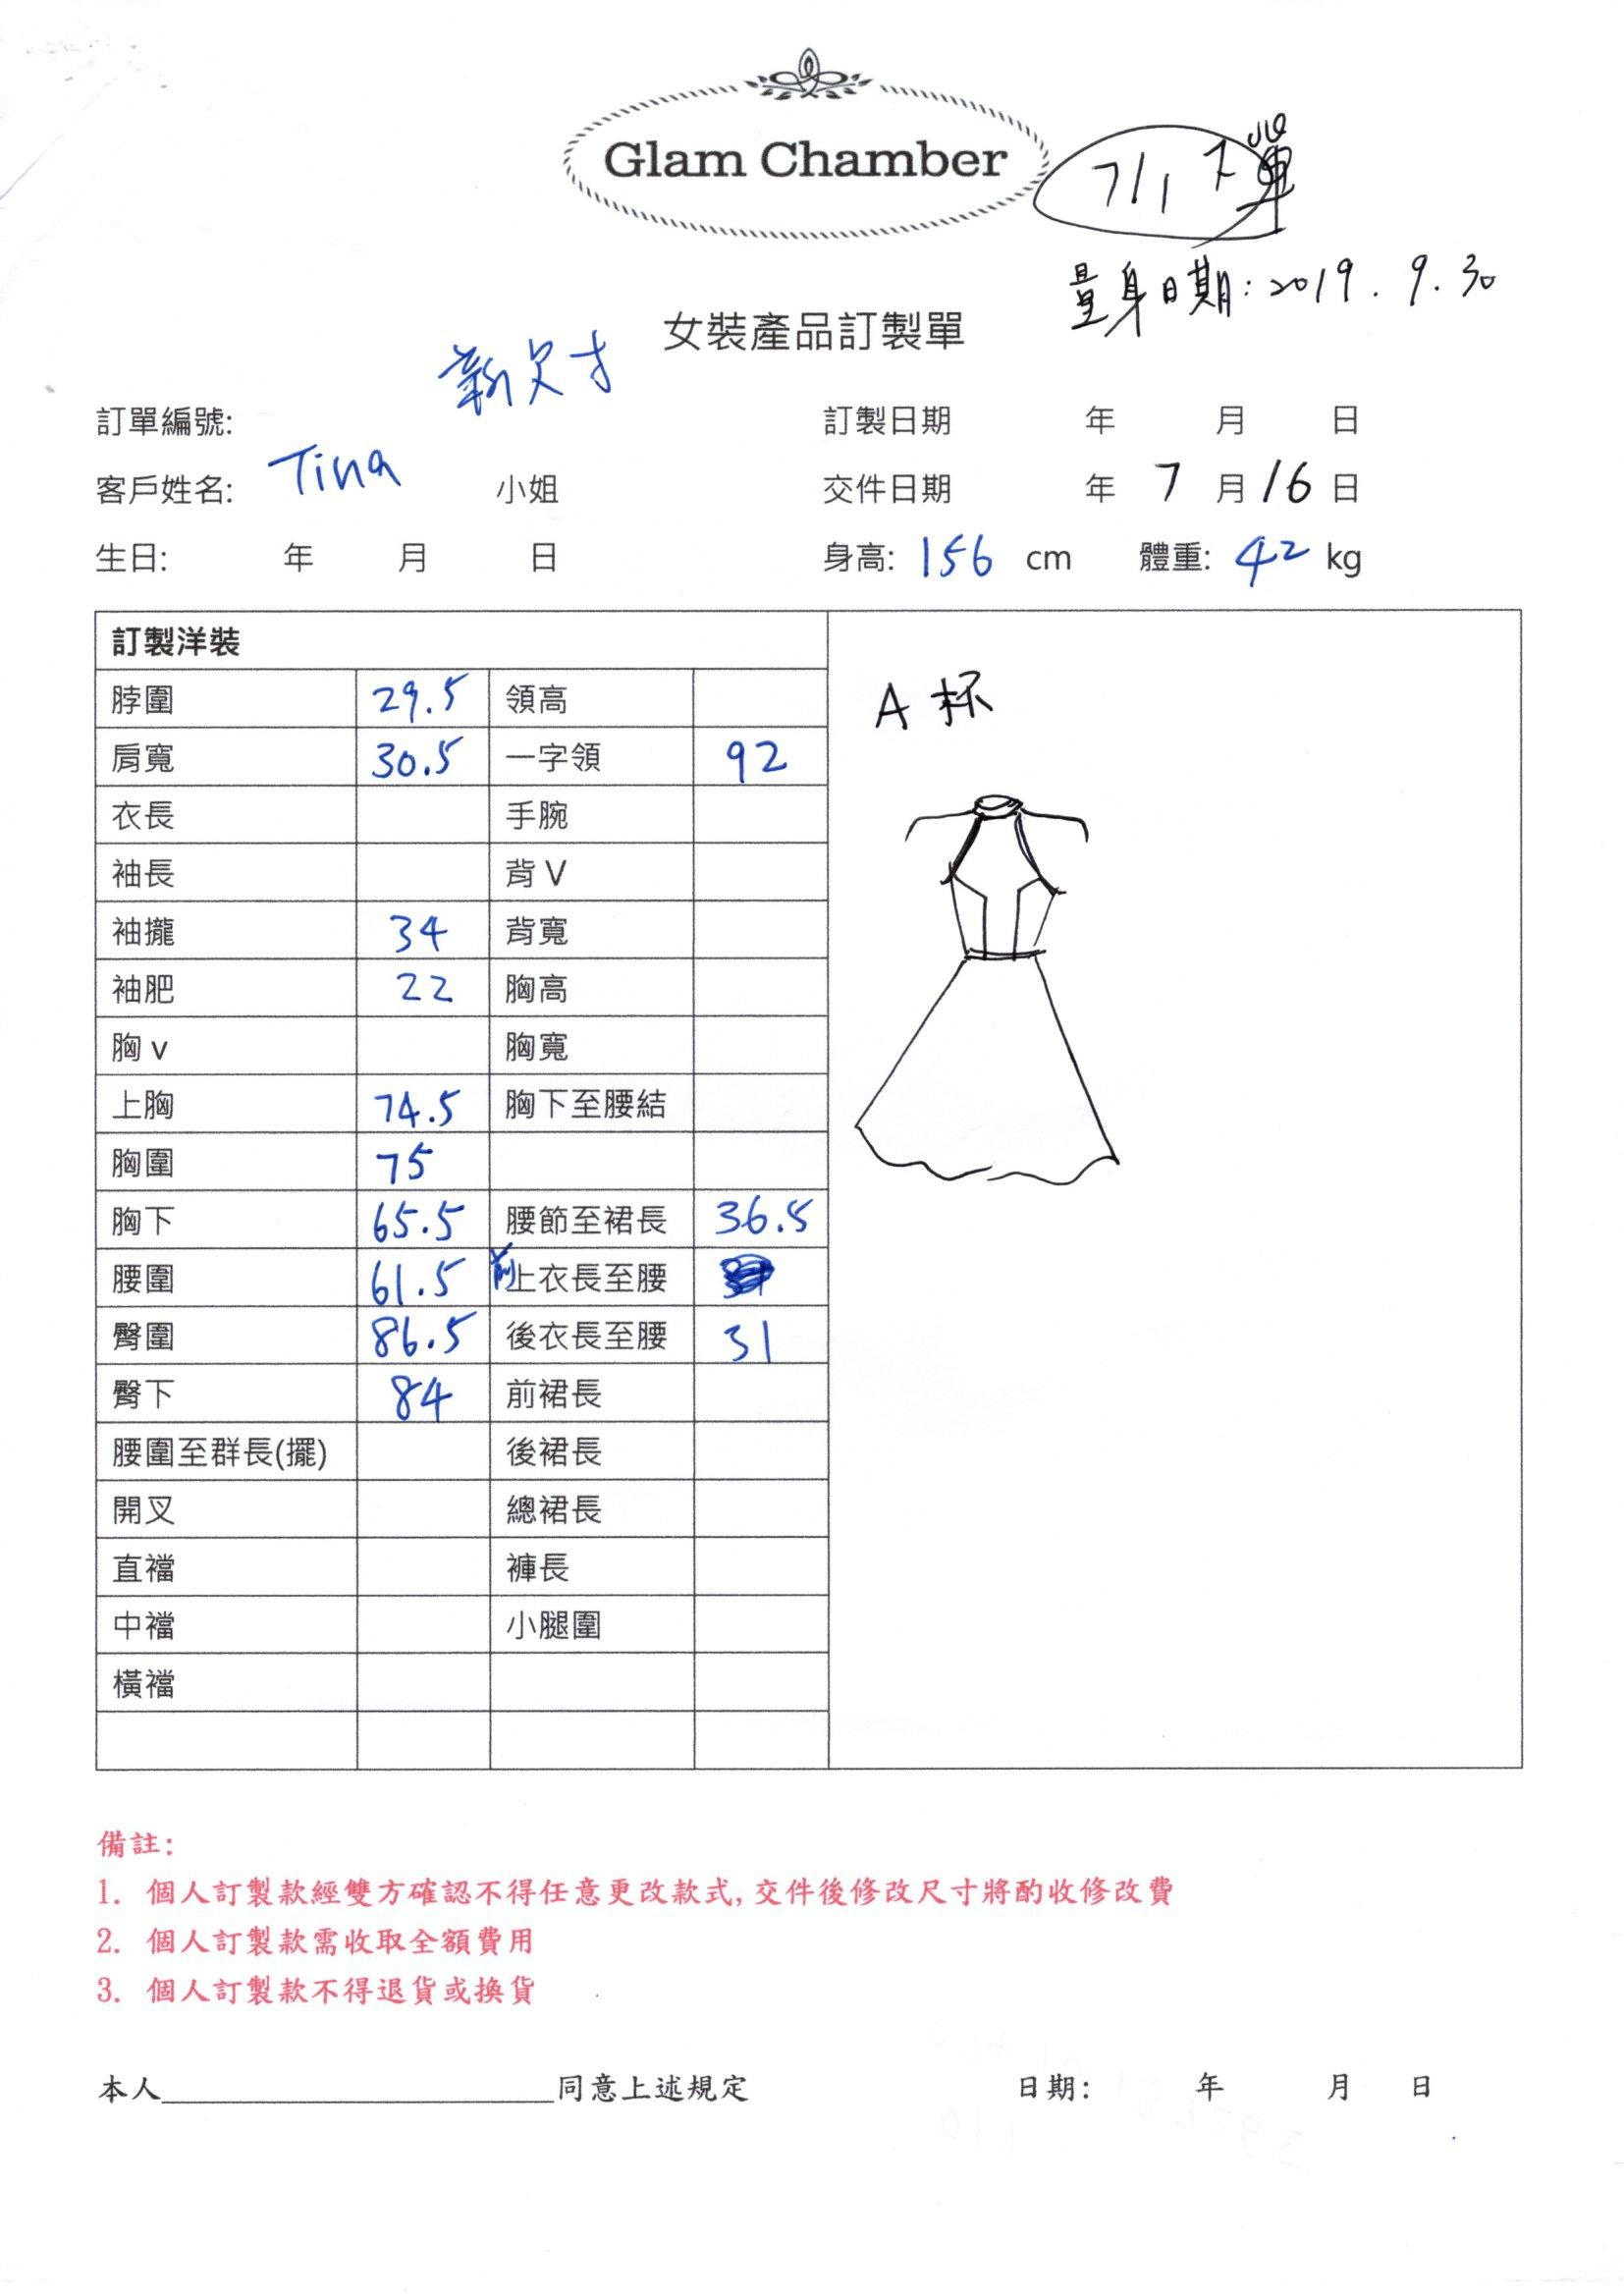 Glam Chamber
7/1 下單
量身日期：2019.9.30
女裝產品訂製單
新尺寸
訂單編號:
訂製日期 年 月 日
客戶姓名: Tina 小姐
交件日期 年 7 月 16 日
生日: 年 月 日
身高: 156 cm 體重: 42 kg
訂製洋裝
A 杯
脖圍 29.5 領高
肩寬 30.5 一字領 92
衣長 手腕
袖長 背 V
袖攏 34 背寬
袖肥 22 胸高
胸 v 胸寬
上胸 74.5 胸下至腰結
胸圍 75
胸下 65.5 腰節至裙長 36.5
腰圍 61.5 前上衣長至腰
臀圍 86.5 後衣長至腰 31
臀下 84 前裙長
腰圍至群長(擺) 後裙長
開叉 總裙長
直襠 褲長
中襠 小腿圍
橫襠
備註:
1. 個人訂製款經雙方確認不得任意更改款式, 交件後修改尺寸將酌收修改費
2. 個人訂製款需收取全額費用
3. 個人訂製款不得退貨或換貨
本人________________同意上述規定 日期: 年 月 日